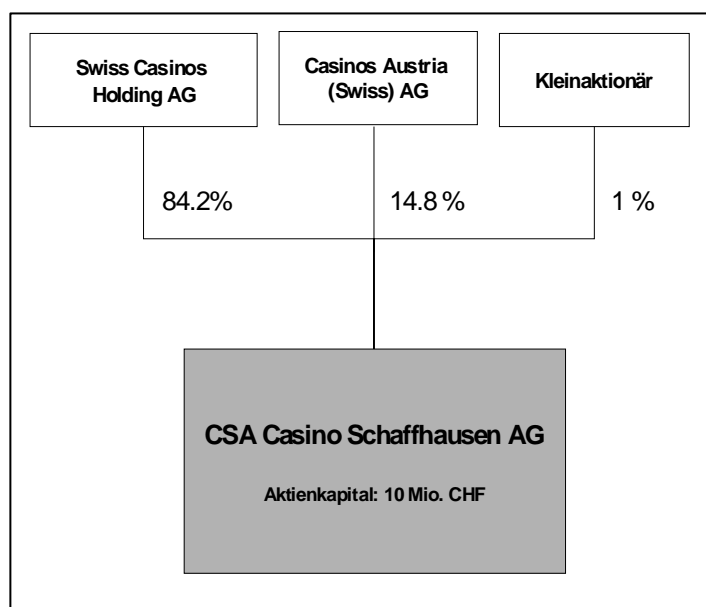 Swiss Casinos
Holding AG
Casinos Austria
(Swiss) AG
Kleinaktionär
84.2%
14.8 %
1 %
CSA Casino Schaffhausen AG
Aktienkapital: 10 Mio. CHF